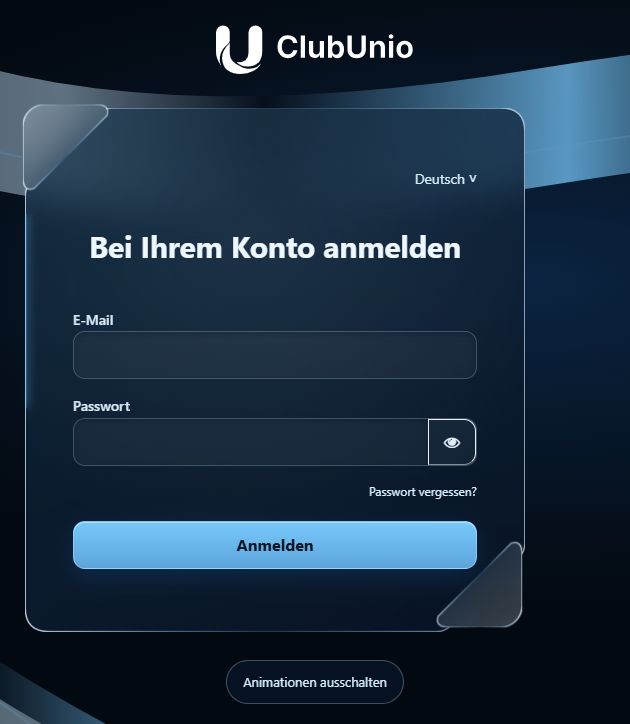 ClubUnio
Deutsch
Bei Ihrem Konto anmelden
E-Mail
Passwort
Passwort vergessen?
Anmelden
Animationen ausschalten